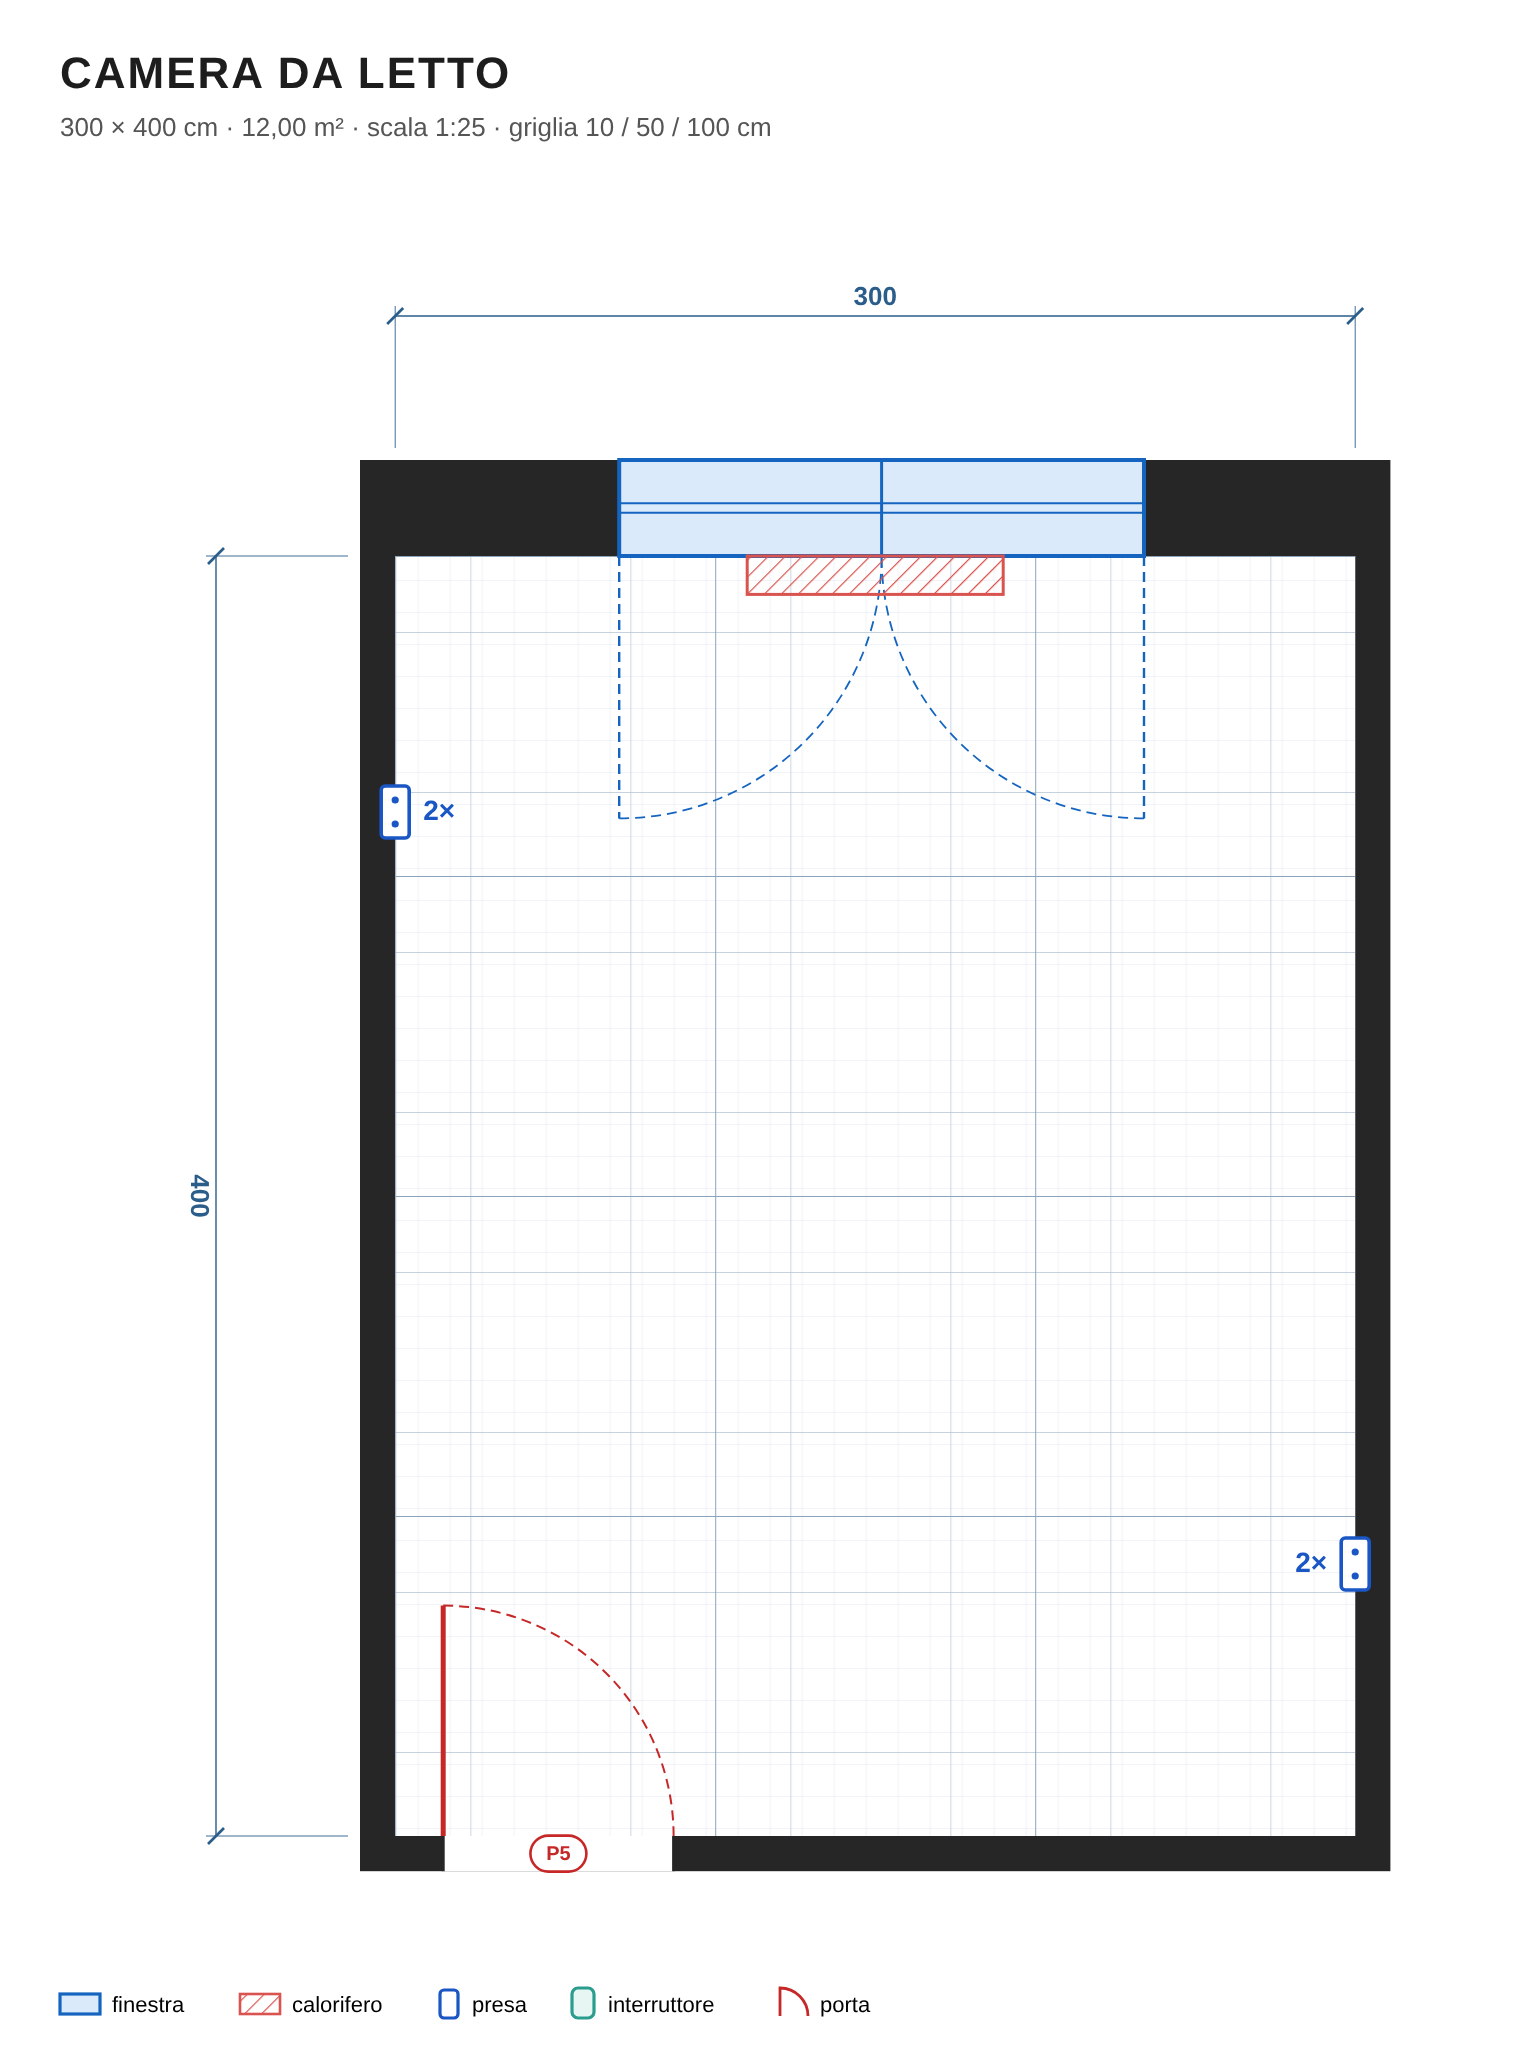 CAMERA DA LETTO
300 × 400 cm · 12,00 m² · scala 1:25 · griglia 10 / 50 / 100 cm
300
2×
400
2×
P5
finestra
calorifero
presa
interruttore
porta